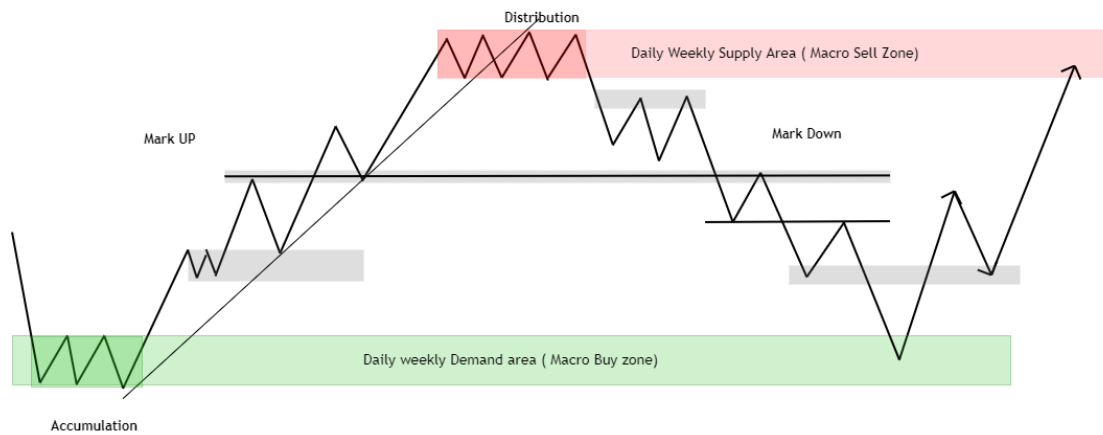 Distribution
Daily Weekly Supply Area ( Macro Sell Zone)
Mark UP
Mark Down
Daily weekly Demand area ( Macro Buy zone)
Accumulation